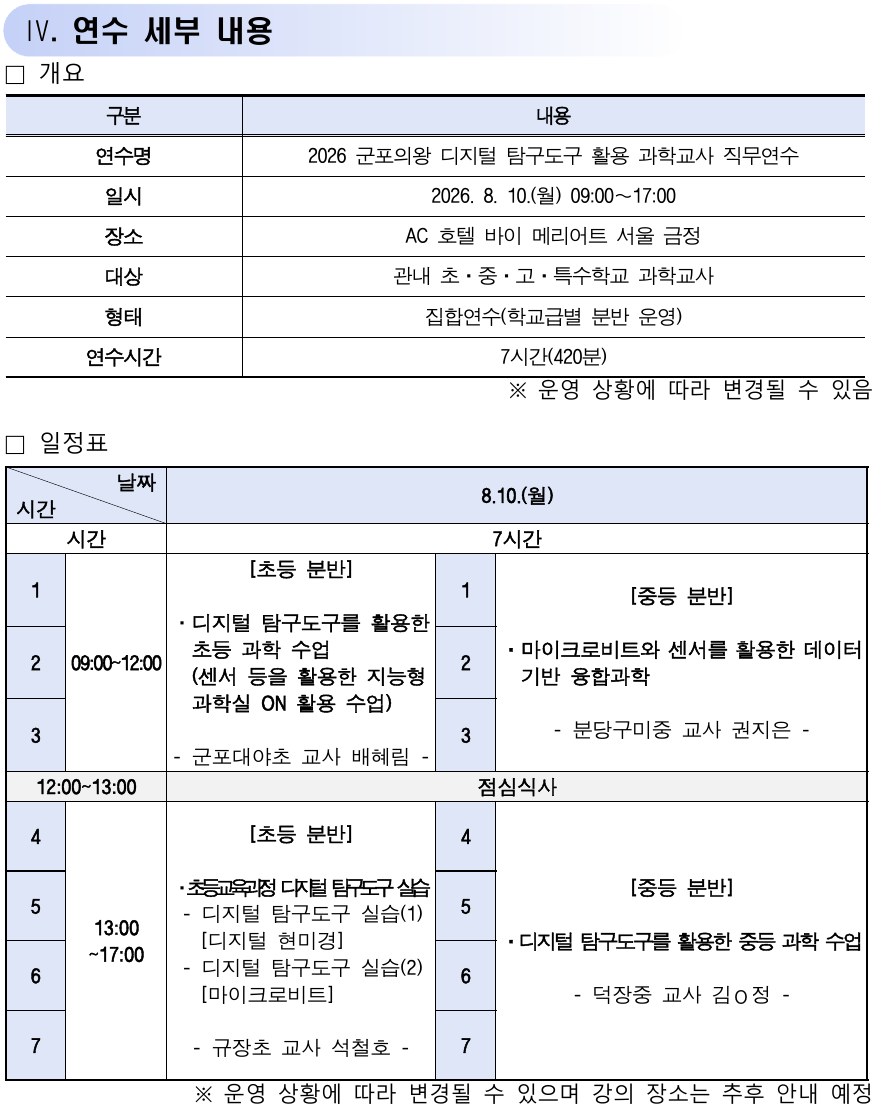 Ⅳ. 연수 세부 내용
□ 개요
구분 내용
연수명 2026 군포의왕 디지털 탐구도구 활용 과학교사 직무연수
일시 2026. 8. 10.(월) 09:00～17:00
장소 AC 호텔 바이 메리어트 서울 금정
대상 관내 초·중·고·특수학교 과학교사
형태 집합연수(학교급별 분반 운영)
연수시간 7시간(420분)
※ 운영 상황에 따라 변경될 수 있음
□ 일정표
날짜
시간
8.10.(월)
시간 7시간
1
2
3
09:00~12:00
[초등 분반]
·디지털 탐구도구를 활용한
초등 과학 수업
(센서 등을 활용한 지능형
과학실 ON 활용 수업)
- 군포대야초 교사 배혜림 -
1
2
3
[중등 분반]
·마이크로비트와 센서를 활용한 데이터
기반 융합과학
- 분당구미중 교사 권지은 -
12:00~13:00 점심식사
4
5
6
7
13:00
~17:00
[초등 분반]
·초등교육과정 디지털 탐구도구 실습
- 디지털 탐구도구 실습(1)
[디지털 현미경]
- 디지털 탐구도구 실습(2)
[마이크로비트]
- 규장초 교사 석철호 -
4
5
6
7
[중등 분반]
·디지털 탐구도구를 활용한 중등 과학 수업
- 덕장중 교사 김○정 -
※ 운영 상황에 따라 변경될 수 있으며 강의 장소는 추후 안내 예정